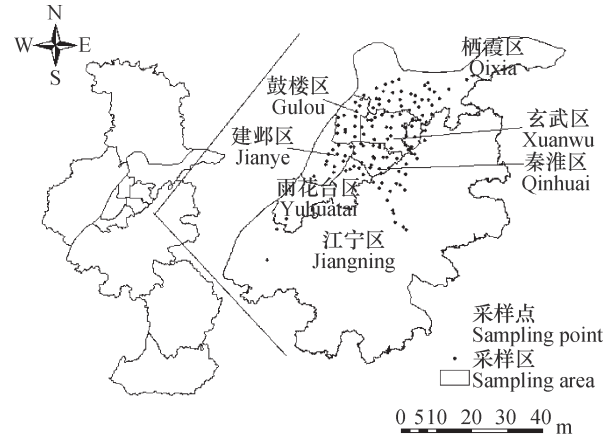 N
W E
S
栖霞区
Qixia
鼓楼区
Gulou
玄武区
Xuanwu
建邺区
Jianye
秦淮区
Qinhuai
雨花台区
Yuhuatai
江宁区
Jiangning
采样点
Sampling point
采样区
Sampling area
0 5 10 20 30 40
m